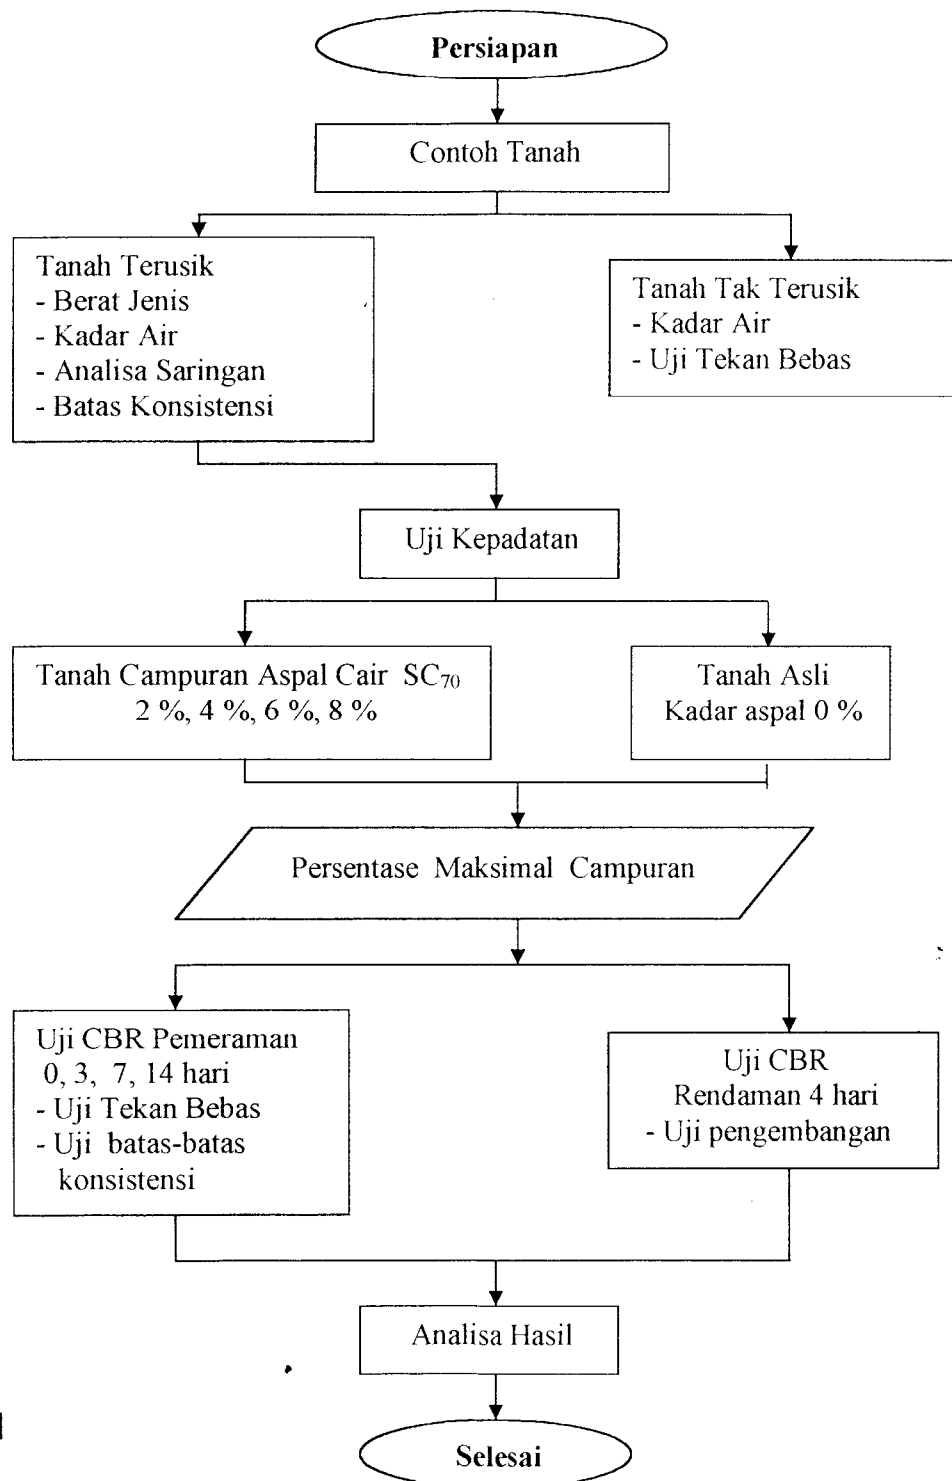 Persiapan
Contoh Tanah
Tanah Terusik
- Berat Jenis
- Kadar Air
- Analisa Saringan
- Batas Konsistensi
Tanah Tak Terusik
- Kadar Air
- Uji Tekan Bebas
Uji Kepadatan
Tanah Campuran Aspal Cair SC70
2 %, 4 %, 6 %, 8 %
Tanah Asli
Kadar aspal 0 %
Persentase Maksimal Campuran
Uji CBR Pemeraman
0, 3, 7, 14 hari
- Uji Tekan Bebas
- Uji batas-batas
konsistensi
Uji CBR
Rendaman 4 hari
- Uji pengembangan
Analisa Hasil
Selesai